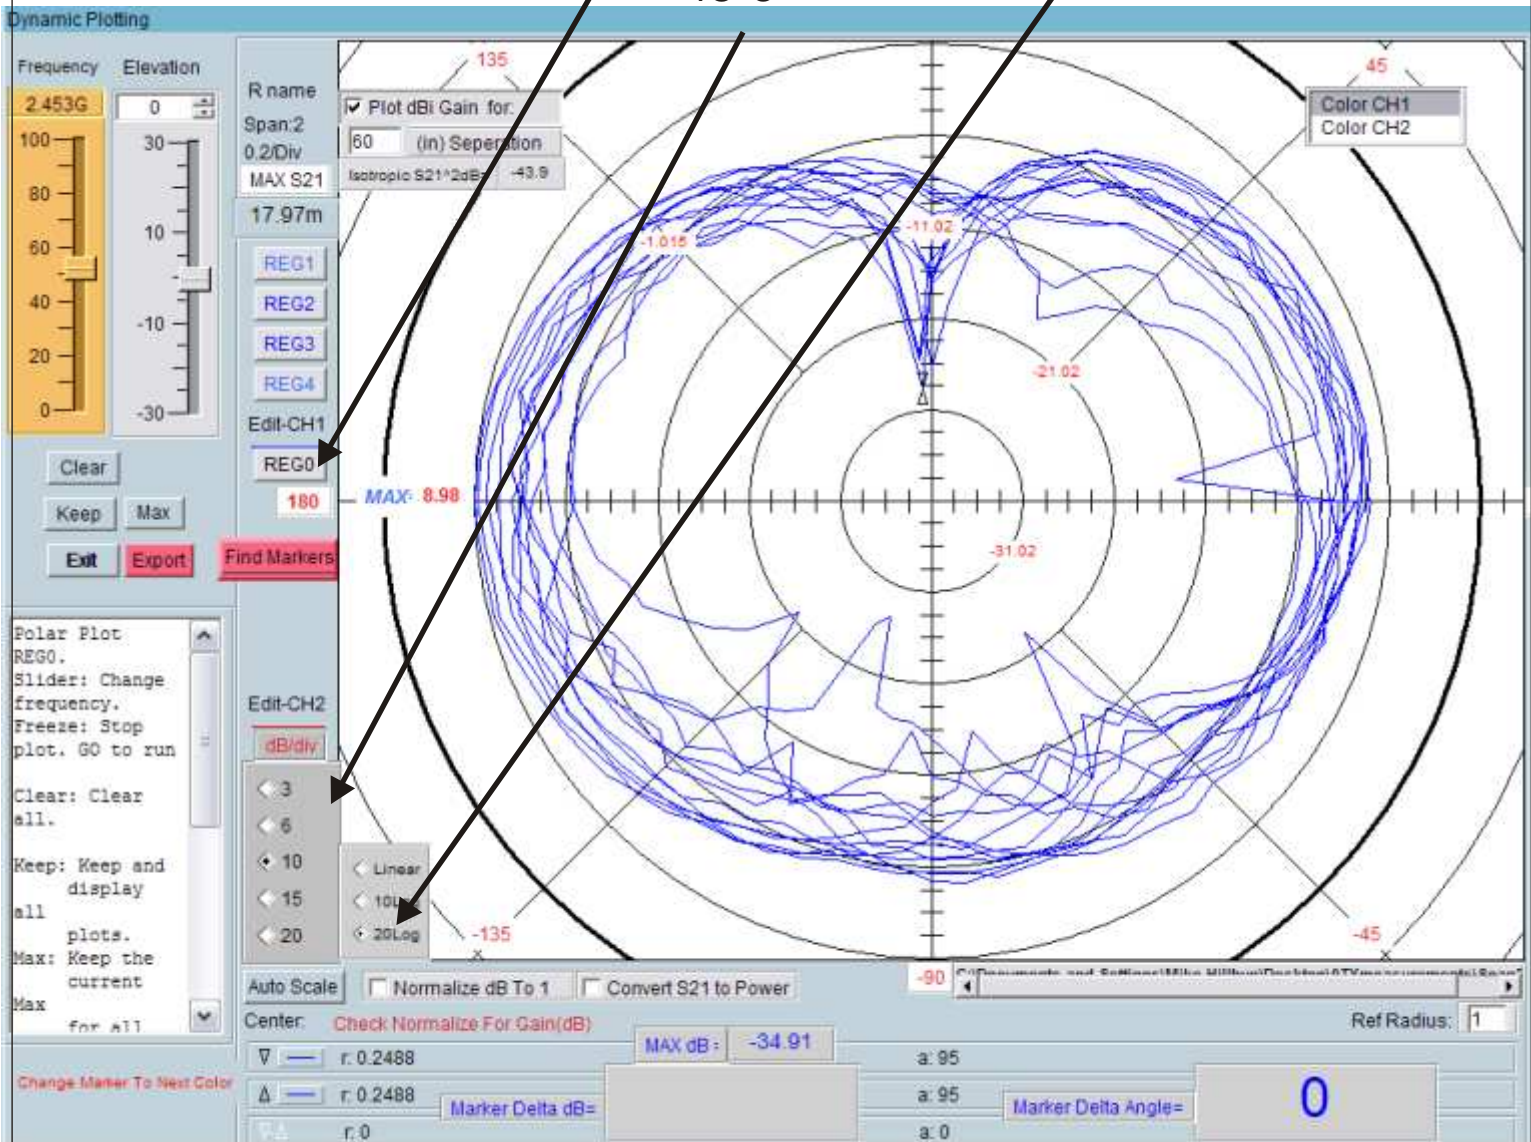 Dynamic Plotting
Frequency
Elevation
2.453G
0
100
80
60
40
20
0
30
10
-10
-30
R name
Span:2
0.2/Div
MAX S21
17.97m
REG1
REG2
REG3
REG4
Edit-CH1
REG0
180
Find Markers
Clear
Keep
Max
Exit
Export
Plot dBi Gain for:
60
(in) Seperation
Isotropic S21^2dB=
-43.9
135
45
Color CH1
Color CH2
-1.015
-11.02
-21.02
-31.02
MAX: 8.98
Polar Plot
REG0.
Slider: Change
frequency.
Freeze: Stop
plot. GO to run
Clear: Clear
all.
Keep: Keep and
display
all
plots.
Max: Keep the
current
Max
for all
Edit-CH2
dB/div
3
6
10
15
20
Linear
20Log
-135
-45
-90
Auto Scale
Normalize dB To 1
Convert S21 to Power
Center:
Check Normalize For Gain(dB)
Ref Radius:
1
MAX dB :
-34.91
r: 0.2488
a: 95
r: 0.2488
a: 95
Marker Delta dB=
Marker Delta Angle=
0
r: 0
a: 0
Change Marker To Next Color